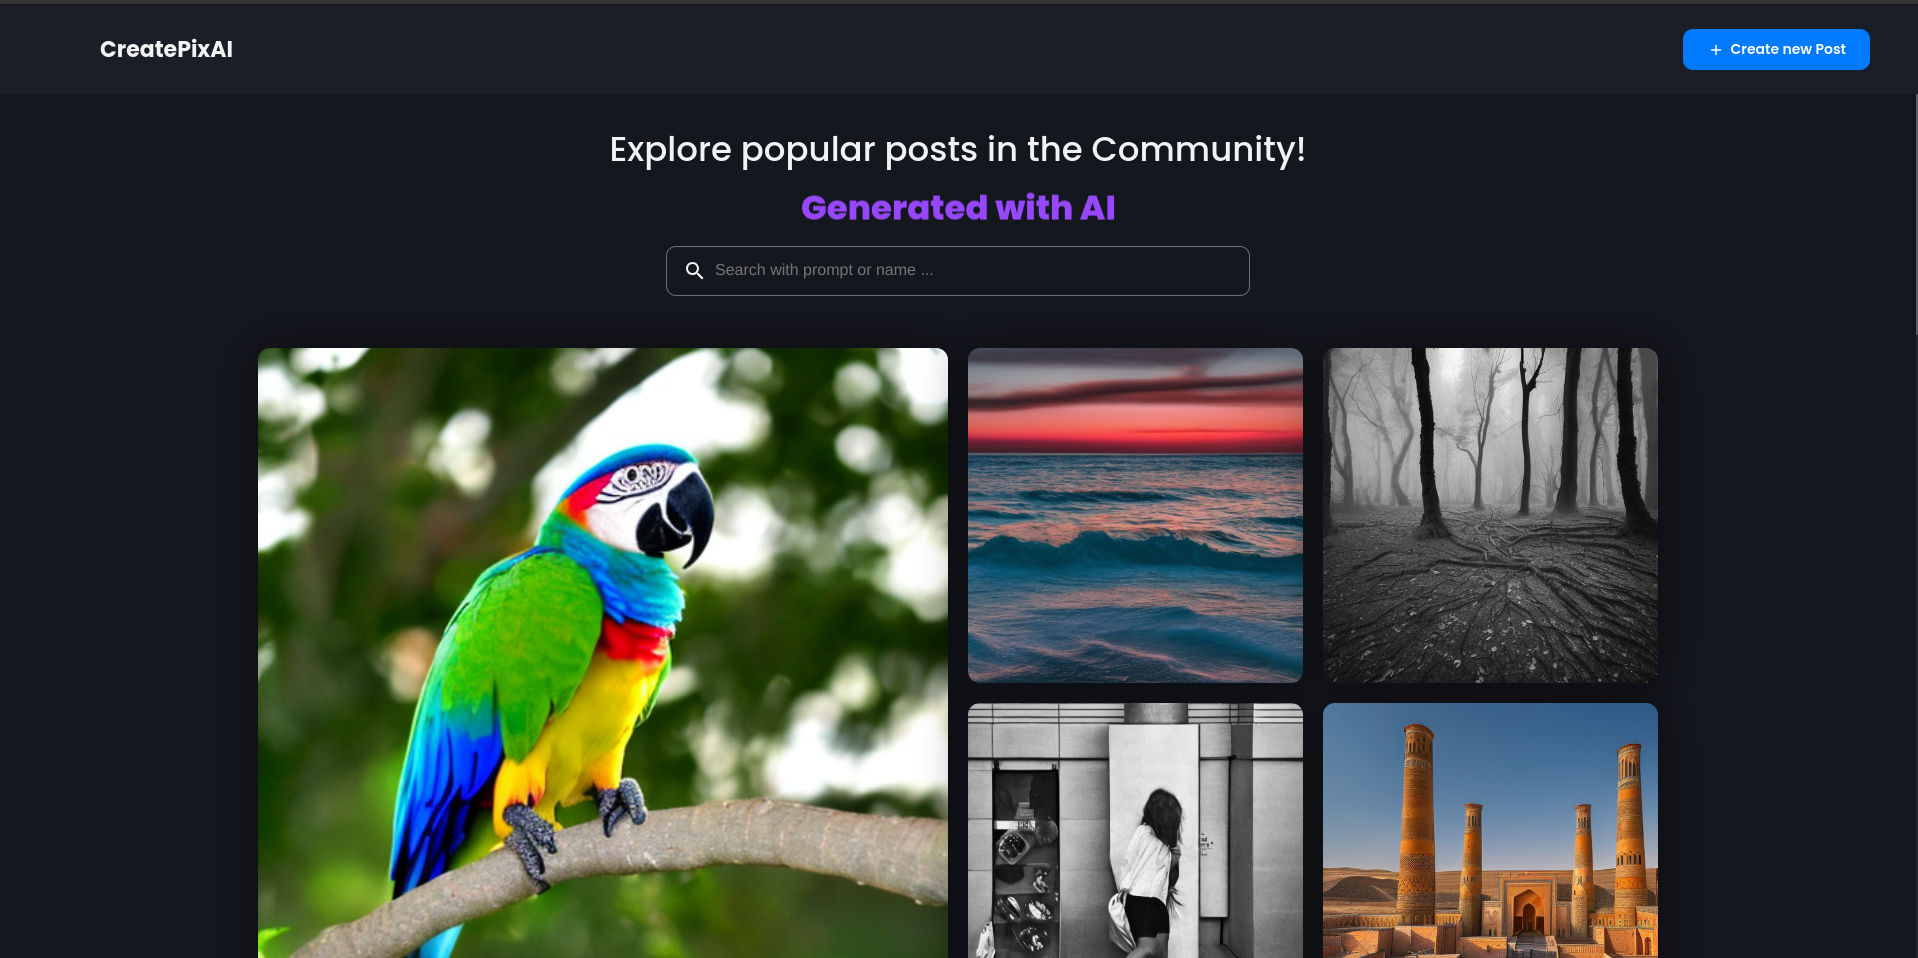 CreatePixAI
+ Create new Post
Explore popular posts in the Community!
Generated with AI
Search with prompt or name ...